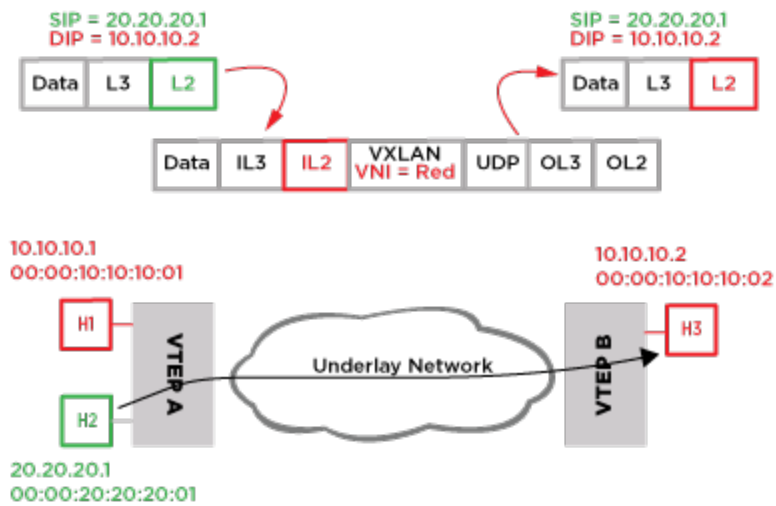 SIP = 20.20.20.1
DIP = 10.10.10.2
Data L3 L2
SIP = 20.20.20.1
DIP = 10.10.10.2
Data L3 L2
Data IL3 IL2 VXLAN VNI = Red UDP OL3 OL2
10.10.10.1
00:00:10:10:10:01
H1
VTEP A
H2
20.20.20.1
00:00:20:20:20:01
Underlay Network
10.10.10.2
00:00:10:10:10:02
VTEP B
H3